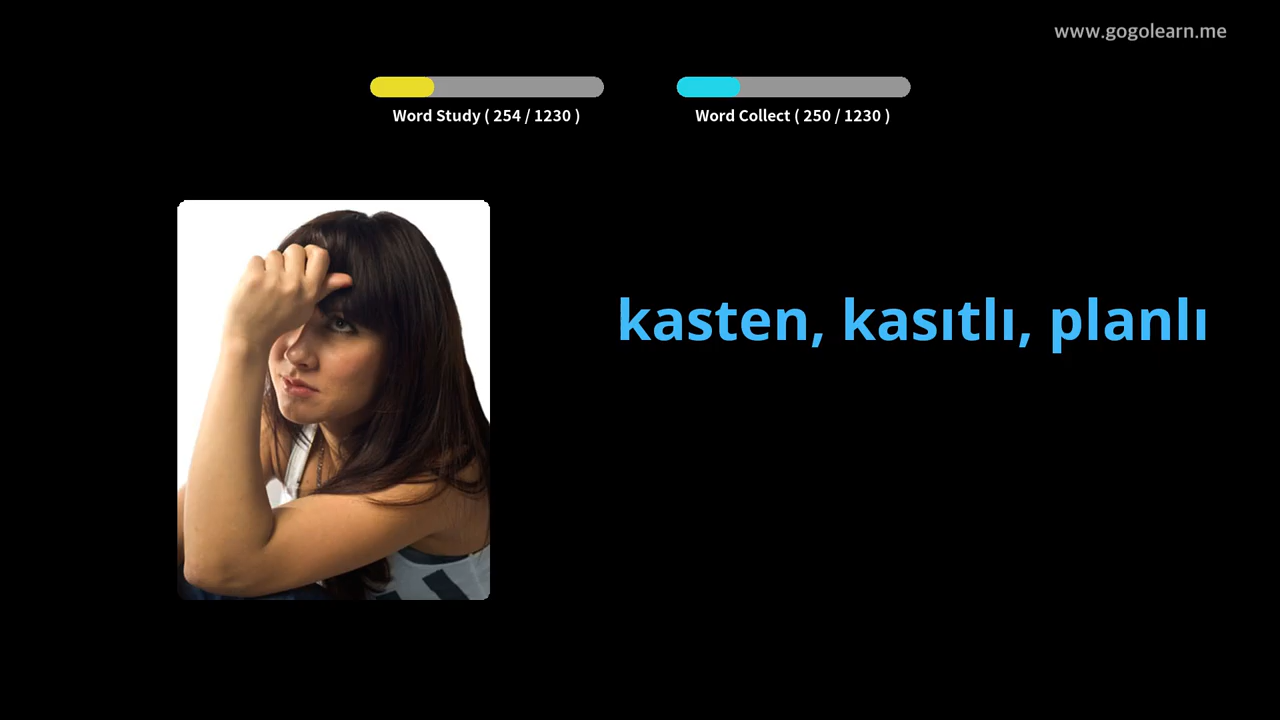 www.gogolearn.me
Word Study ( 254 / 1230 )
Word Collect ( 250 / 1230 )
kasten, kasıtlı, planlı